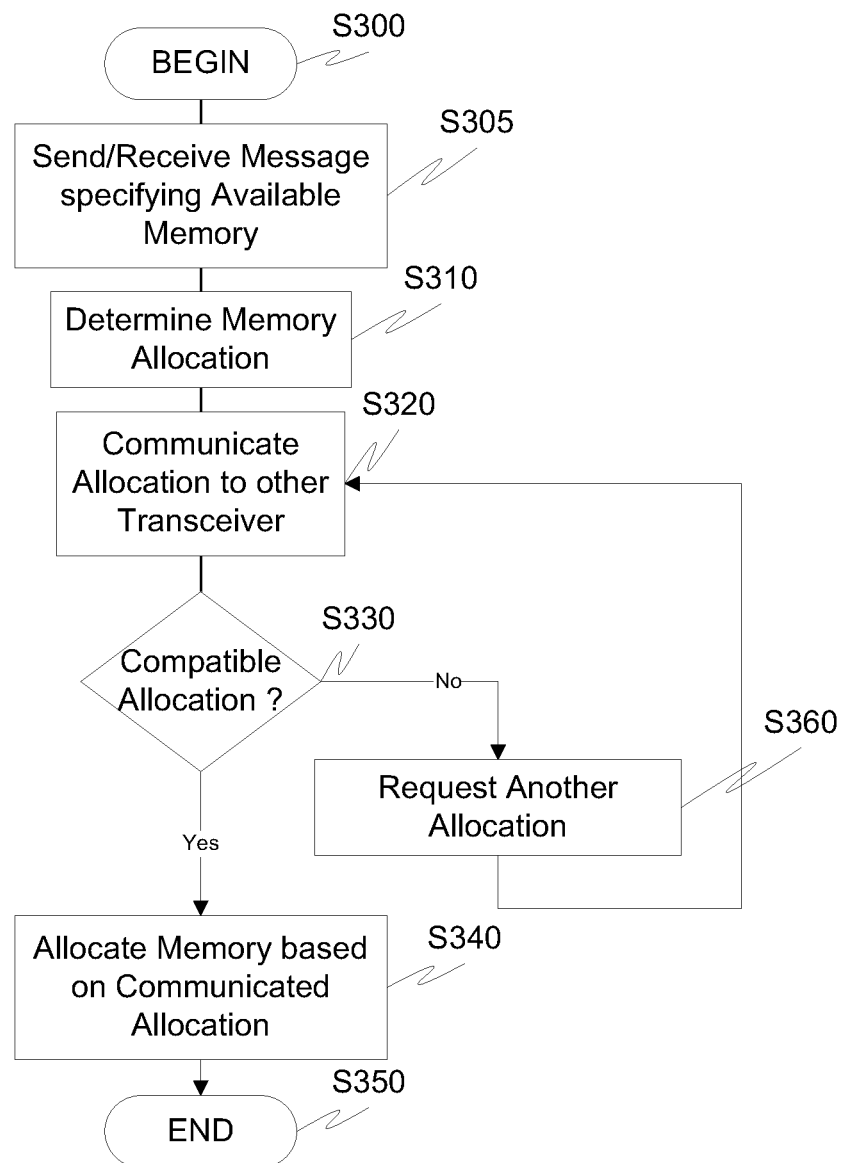 S300
BEGIN
S305
Send/Receive Message
specifying Available
Memory
S310
Determine Memory
Allocation
S320
Communicate
Allocation to other
Transceiver
S330
Compatible
Allocation ?
No
S360
Request Another
Allocation
Yes
S340
Allocate Memory based
on Communicated
Allocation
S350
END